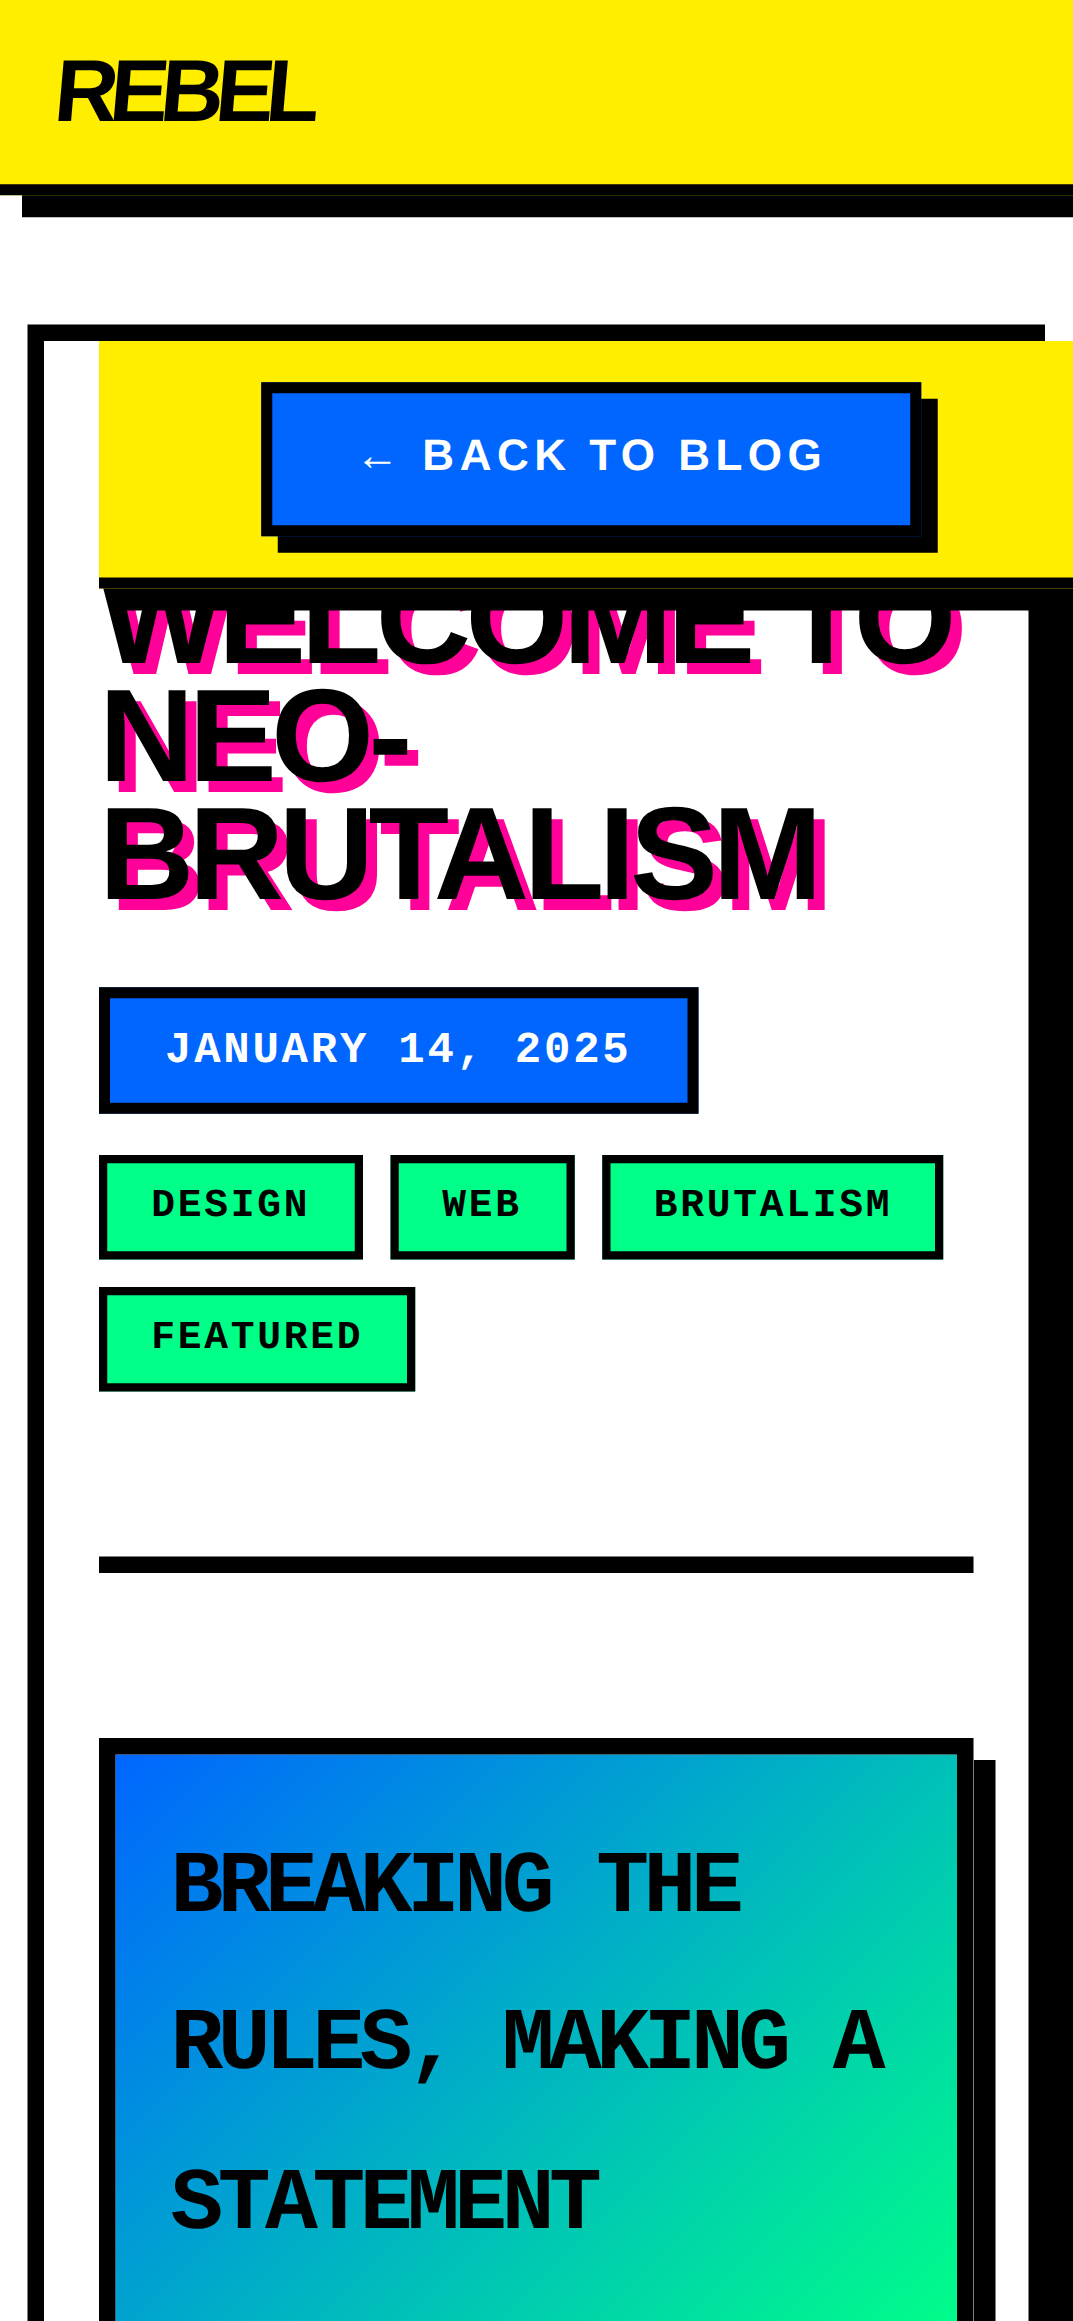 REBEL
← BACK TO BLOG
WELCOME TO
NEO-
BRUTALISM
JANUARY 14, 2025
DESIGN WEB BRUTALISM
FEATURED
BREAKING THE
RULES, MAKING A
STATEMENT